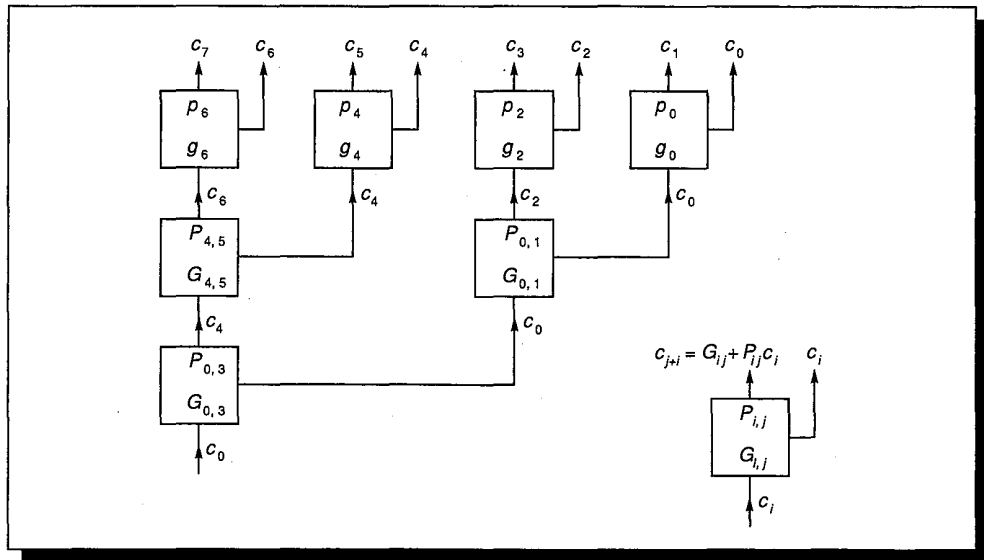 c₇ c₆ c₅ c₄ c₃ c₂ c₁ c₀
p₆ p₄ p₂ p₀
g₆ g₄ g₂ g₀
c₆ c₄ c₂ c₀
P₄,₅ P₀,₁
G₄,₅ G₀,₁
c₄ c₀
P₀,₃ cⱼ₊ᵢ = Gᵢⱼ + Pᵢⱼcᵢ cᵢ
G₀,₃ Pᵢ,ⱼ
c₀ Gᵢ,ⱼ
cᵢ